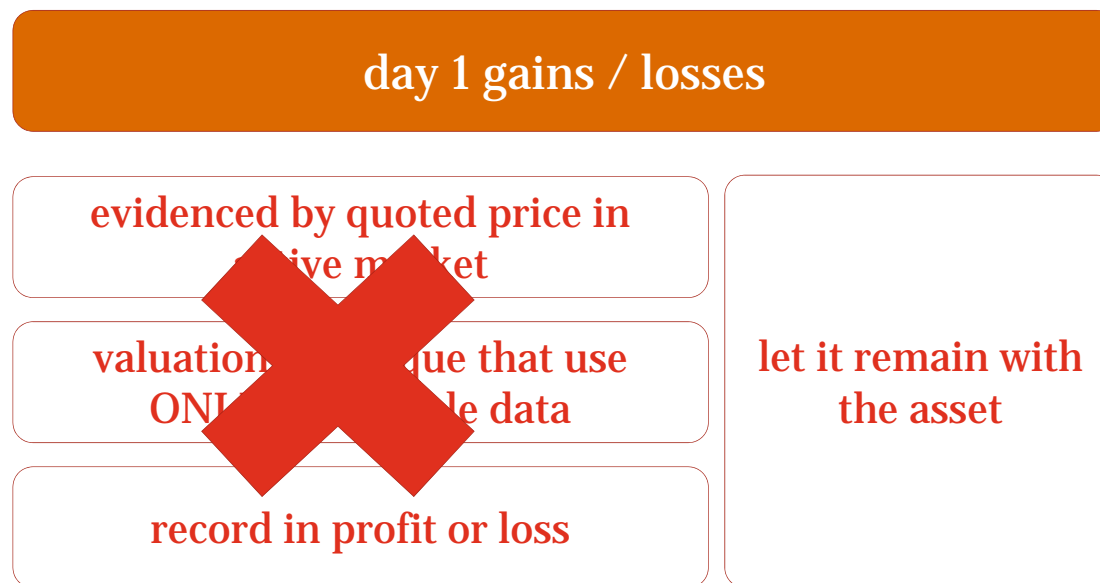 day 1 gains / losses
evidenced by quoted price in
valuation that use
data
record in profit or loss
let it remain with
the asset